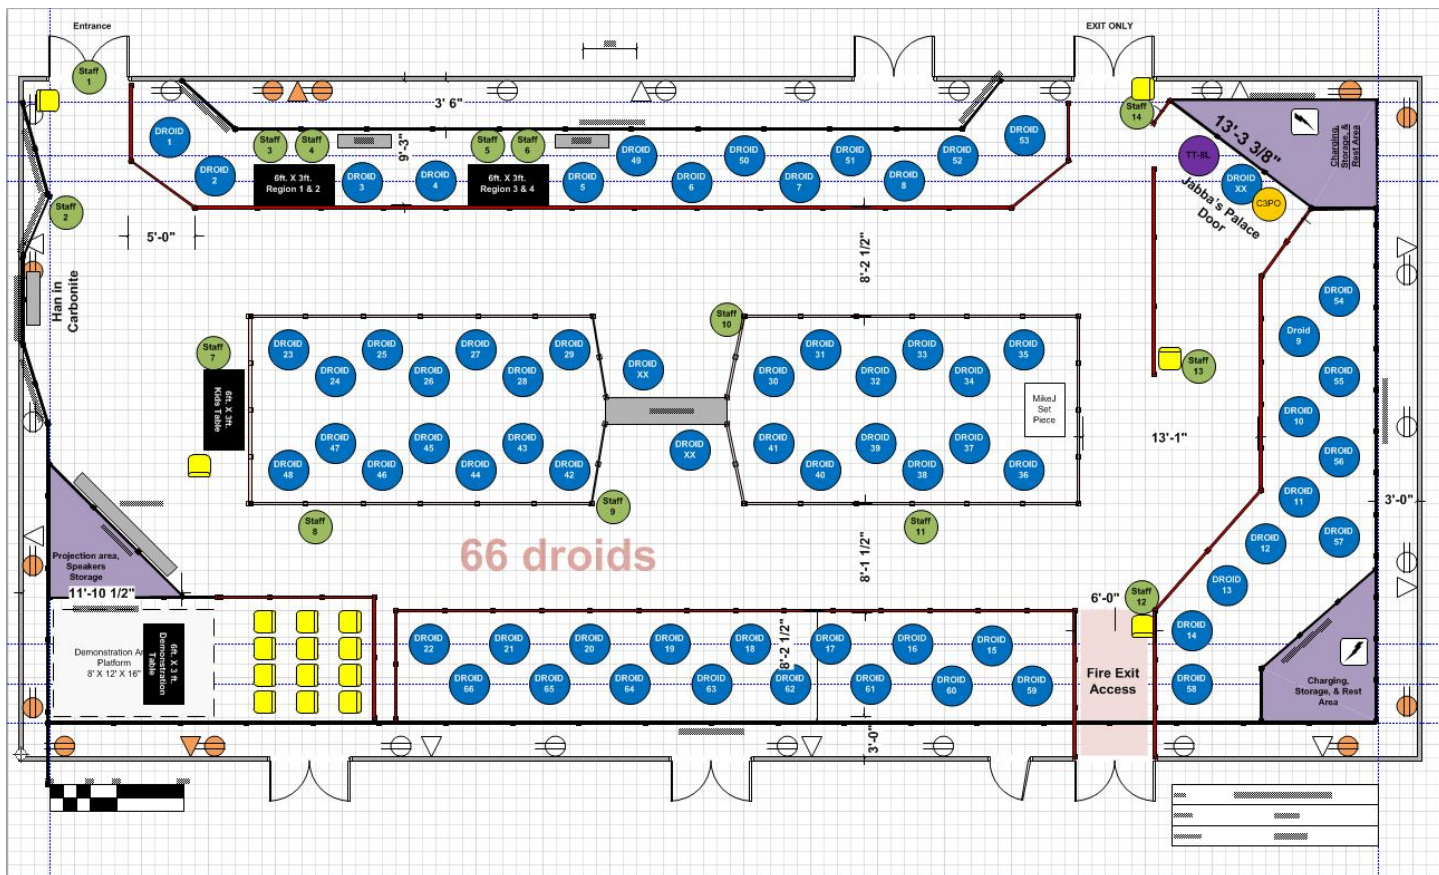 Entrance
EXIT ONLY
Staff
1
Staff
14
3' 6"
9'-3"
DROID
1
DROID
2
Staff
3
Staff
4
6ft. X 3ft.
Region 1 & 2
DROID
3
DROID
4
Staff
5
Staff
6
6ft. X 3ft.
Region 3 & 4
DROID
5
DROID
49
DROID
6
DROID
50
DROID
7
DROID
51
DROID
8
DROID
52
DROID
53
13'-3 3/8"
Charging,
Storage, &
Rest Area
TT-8L
DROID
XX
C3PO
Jabba's Palace
Door
Staff
2
5'-0"
8'-2 1/2"
Han in
Carbonite
Staff
7
6ft. X 3ft.
Kids Table
DROID
23
DROID
24
DROID
25
DROID
26
DROID
27
DROID
28
DROID
29
DROID
48
DROID
47
DROID
46
DROID
45
DROID
44
DROID
43
DROID
42
DROID
XX
DROID
XX
Staff
10
Staff
9
DROID
30
DROID
31
DROID
32
DROID
33
DROID
34
DROID
35
MikeJ
Set
Piece
DROID
41
DROID
40
DROID
39
DROID
38
DROID
37
DROID
36
Staff
13
13'-1"
DROID
54
Droid
9
DROID
55
DROID
10
DROID
56
DROID
11
DROID
57
DROID
12
DROID
13
DROID
14
DROID
58
3'-0"
Staff
8
Staff
11
66 droids
8'-1 1/2"
Projection area,
Speakers
Storage
11'-10 1/2"
Demonstration Ar
Platform
8' X 12' X 16"
6ft. X 3 ft.
Demonstration
Table
DROID
22
DROID
21
DROID
20
DROID
19
DROID
18
8'-2 1/2"
DROID
17
DROID
16
DROID
15
DROID
66
DROID
65
DROID
64
DROID
63
DROID
62
DROID
61
DROID
60
DROID
59
6'-0"
Staff
12
Fire Exit
Access
Charging,
Storage, & Rest
Area
3'-0"